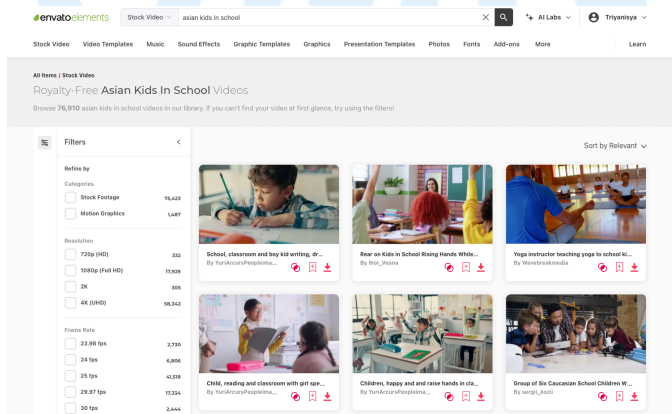 envato elements
Stock Video
asian kids in school
AI Labs
Triyanisya
Stock Video
Video Templates
Music
Sound Effects
Graphic Templates
Graphics
Presentation Templates
Photos
Fonts
Add-ons
More
Learn
All Items / Stock Video
Royalty-Free Asian Kids In School Videos
Browse 76,910 asian kids in school videos in our library. If you can't find your video at first glance, try using the filters!
Filters
Sort by Relevant
Refine by
Categories
Stock Footage 75,423
Motion Graphics 1,487
Resolution
720p (HD) 332
1080p (Full HD) 17,929
2K 305
4K (UHD) 58,342
Frame Rate
23.98 fps 2,730
24 fps 6,806
25 fps 41,518
29.97 fps 17,334
30 fps 2,444
School, classroom and boy kid writing, dr...
By YuriArcursPeopleima...
Rear on Kids in School Rising Hands While...
By Ihor_Vesna
Yoga instructor teaching yoga to school ki...
By Wavebreakmedia
Child, reading and classroom with girl spe...
By YuriArcursPeopleima...
Children, happy and and raise hands in cla...
By YuriArcursPeopleima...
Group of Six Caucasian School Children W...
By sergii_kozii